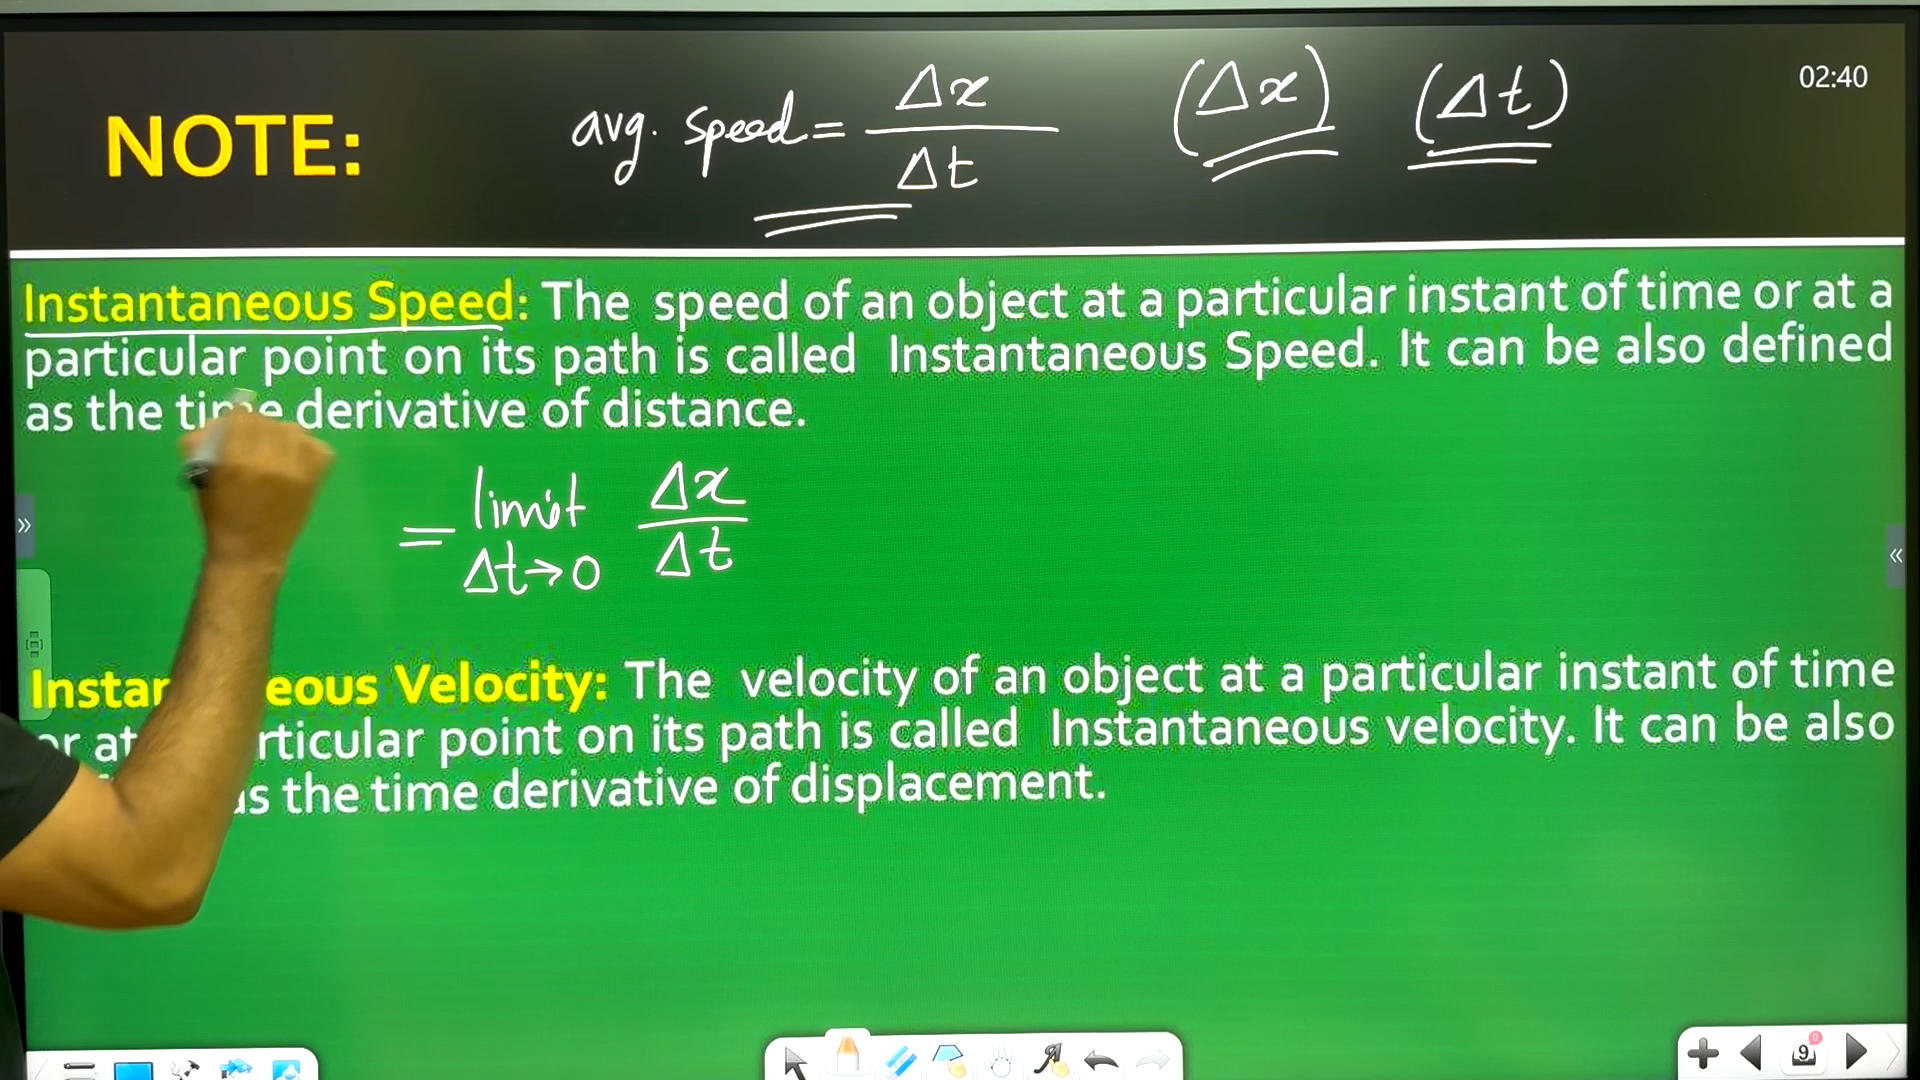 02:40
NOTE:
avg. speed = Δx / Δt (Δx) (Δt)
Instantaneous Speed: The speed of an object at a particular instant of time or at a
particular point on its path is called Instantaneous Speed. It can be also defined
as the time derivative of distance.
= limit Δx / Δt
Δt→0
Velocity: The velocity of an object at a particular instant of time
point on its path is called Instantaneous velocity. It can be also
the time derivative of displacement.
9